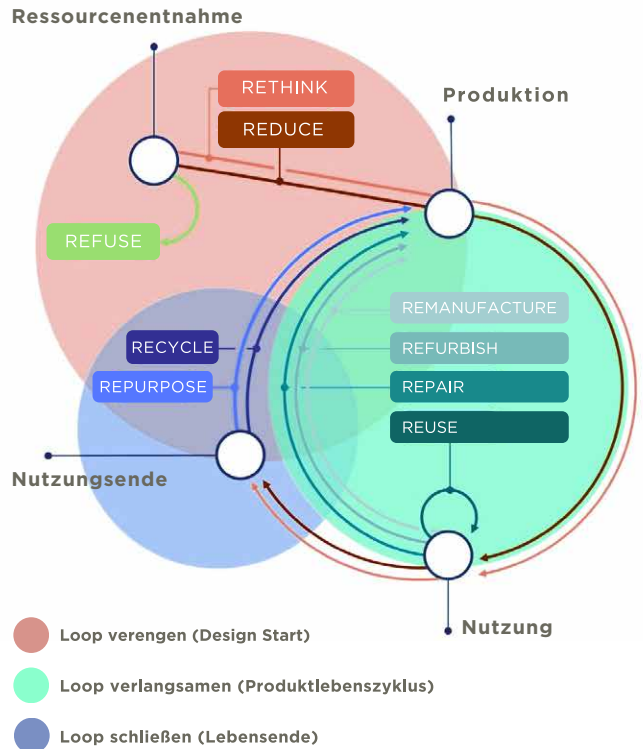 Ressourcenentnahme
RETHINK
Produktion
REDUCE
REFUSE
REMANUFACTURE
RECYCLE
REFURBISH
REPURPOSE
REPAIR
REUSE
Nutzungsende
Nutzung
Loop verengen (Design Start)
Loop verlangsamen (Produktlebenszyklus)
Loop schließen (Lebensende)